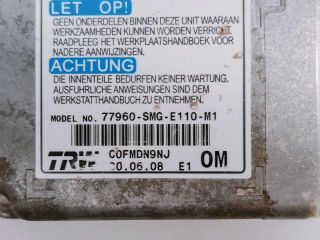 LET OP!
GEEN ONDERDELEN BINNEN DEZE UNIT WAARAAN
WERKZAAMHEDEN KUNNEN WORDEN VERRICHT.
RAADPLEEG HET WERKPLAATSHANDBOEK VOOR
NADERE AANWIJZINGEN.
ACHTUNG
DIE INNENTEILE BEDÜRFEN KEINER WARTUNG.
AUSFÜHRLICHE ANWEISUNGEN SIND DEM
WERKSTATTHANDBUCH ZU ENTNEHMEN.
MODEL NO. 77960-SMG-E110-M1
TRW C0FMDN9NJ OM
0.06.08 E1